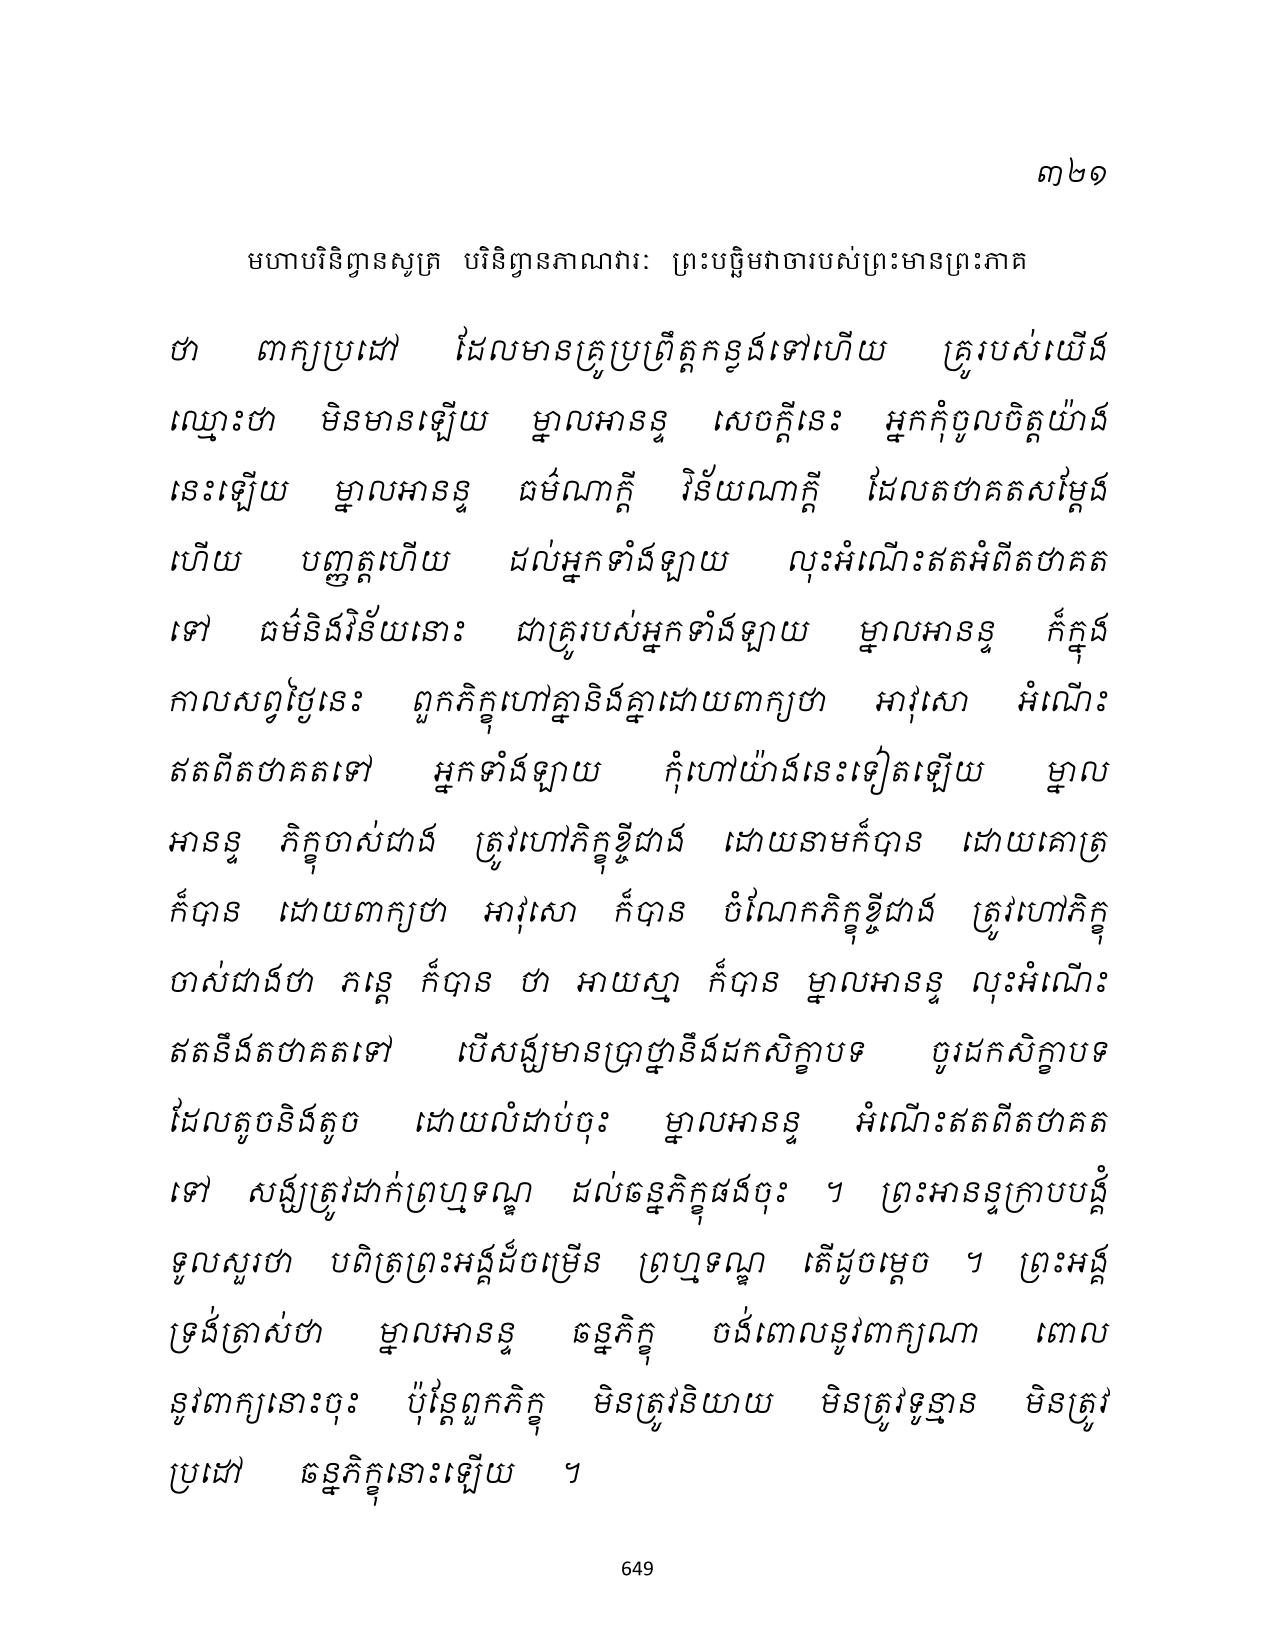 ៣២១
មហាបរិនិព្វានសូត្រ បរិនិព្វានភាណវារៈ ព្រះបច្ឆិមវាចារបស់ព្រះមានព្រះភាគ
ថា ពាក្យប្រដៅ ដែលមានគ្រូប្រព្រឹត្តកន្លងទៅហើយ គ្រូរបស់យើង
ឈ្មោះថា មិនមានឡើយ ម្នាលអានន្ទ សេចក្តីនេះ អ្នកកុំចូលចិត្តយ៉ាង
នេះឡើយ ម្នាលអានន្ទ ធម៌ណាក្តី វិន័យណាក្តី ដែលតថាគតសម្តែង
ហើយ បញ្ញត្តហើយ ដល់អ្នកទាំងឡាយ លុះអំណើះឥតអំពីតថាគត
ទៅ ធម៌និងវិន័យនោះ ជាគ្រូរបស់អ្នកទាំងឡាយ ម្នាលអានន្ទ ក៏ក្នុង
កាលសព្វថ្ងៃនេះ ពួកភិក្ខុហៅគ្នានិងគ្នាដោយពាក្យថា អាវុសោ អំណើះ
ឥតពីតថាគតទៅ អ្នកទាំងឡាយ កុំហៅយ៉ាងនេះទៀតឡើយ ម្នាល
អានន្ទ ភិក្ខុចាស់ជាង ត្រូវហៅភិក្ខុខ្ចីជាង ដោយនាមក៏បាន ដោយគោត្រ
ក៏បាន ដោយពាក្យថា អាវុសោ ក៏បាន ចំណែកភិក្ខុខ្ចីជាង ត្រូវហៅភិក្ខុ
ចាស់ជាងថា ភន្តេ ក៏បាន ថា អាយស្មា ក៏បាន ម្នាលអានន្ទ លុះអំណើះ
ឥតនឹងតថាគតទៅ បើសង្ឃមានប្រាថ្នានឹងដកសិក្ខាបទ ចូរដកសិក្ខាបទ
ដែលតូចនិងតូច ដោយលំដាប់ចុះ ម្នាលអានន្ទ អំណើះឥតពីតថាគត
ទៅ សង្ឃត្រូវដាក់ព្រហ្មទណ្ឌ ដល់ឆន្នភិក្ខុផងចុះ ។ ព្រះអានន្ទក្រាបបង្គំ
ទូលសួរថា បពិត្រព្រះអង្គដ៏ចម្រើន ព្រហ្មទណ្ឌ តើដូចម្តេច ។ ព្រះអង្គ
ទ្រង់ត្រាស់ថា ម្នាលអានន្ទ ឆន្នភិក្ខុ ចង់ពោលនូវពាក្យណា ពោល
នូវពាក្យនោះចុះ ប៉ុន្តែពួកភិក្ខុ មិនត្រូវនិយាយ មិនត្រូវទូន្មាន មិនត្រូវ
ប្រដៅ ឆន្នភិក្ខុនោះឡើយ ។
649